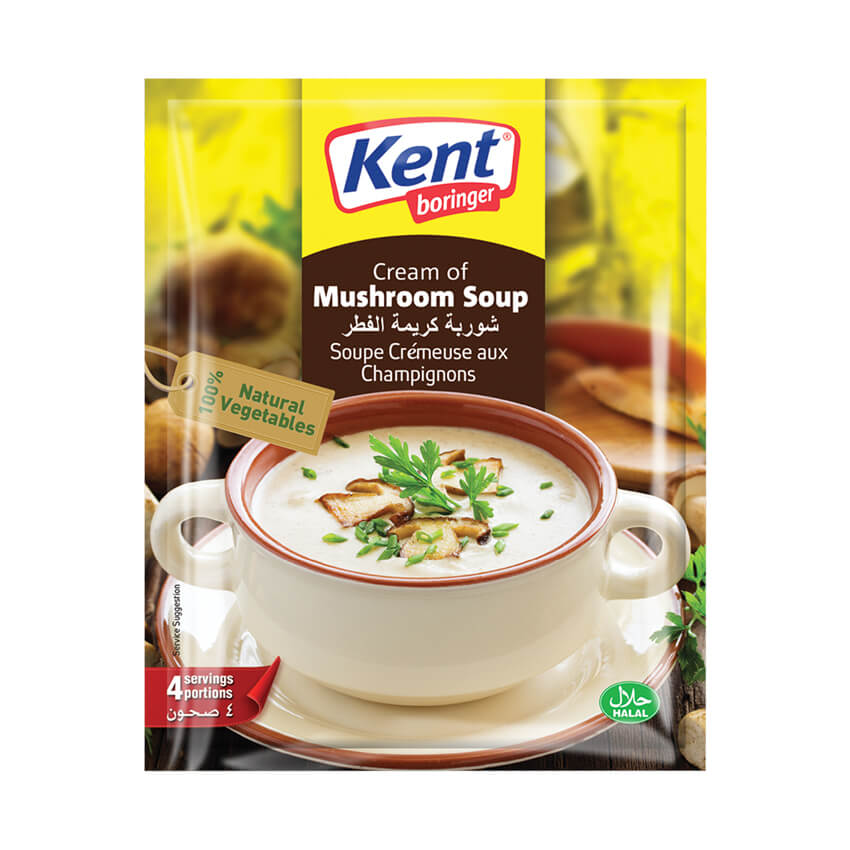 Kent®
boringer
Cream of
Mushroom Soup
شوربة كريمة الفطر
Soupe Crémeuse aux
Champignons
100%
Natural
Vegetables
Service Suggestion
4 servings
portions
٤ صحون
حلال
HALAL